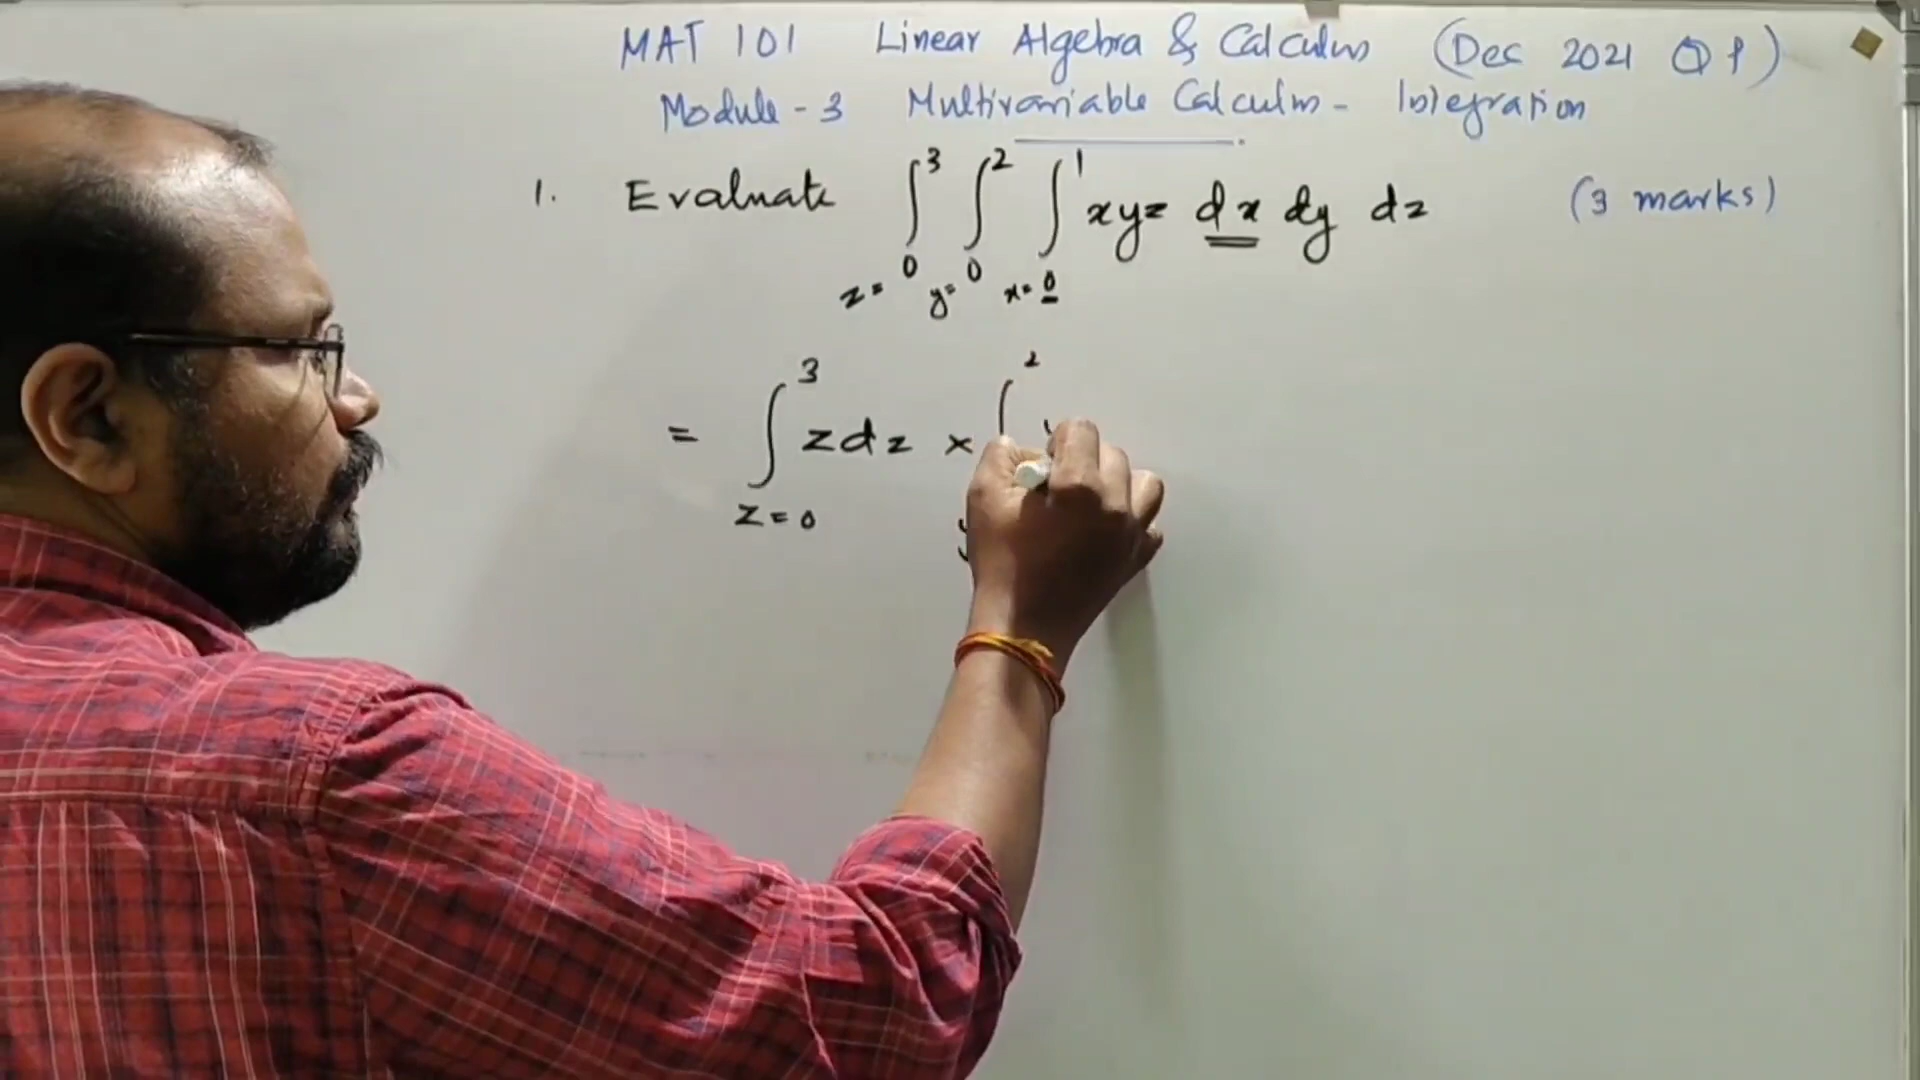 MAT 101 Linear Algebra & Calculus (Dec 2021 QP)
Module - 3 Multivariable Calculus - Integration
1. Evaluate ∫_{z=0}^{3} ∫_{y=0}^{2} ∫_{x=0}^{1} xyz dx dy dz (3 marks)
= ∫_{z=0}^{3} z dz × ∫^{2}